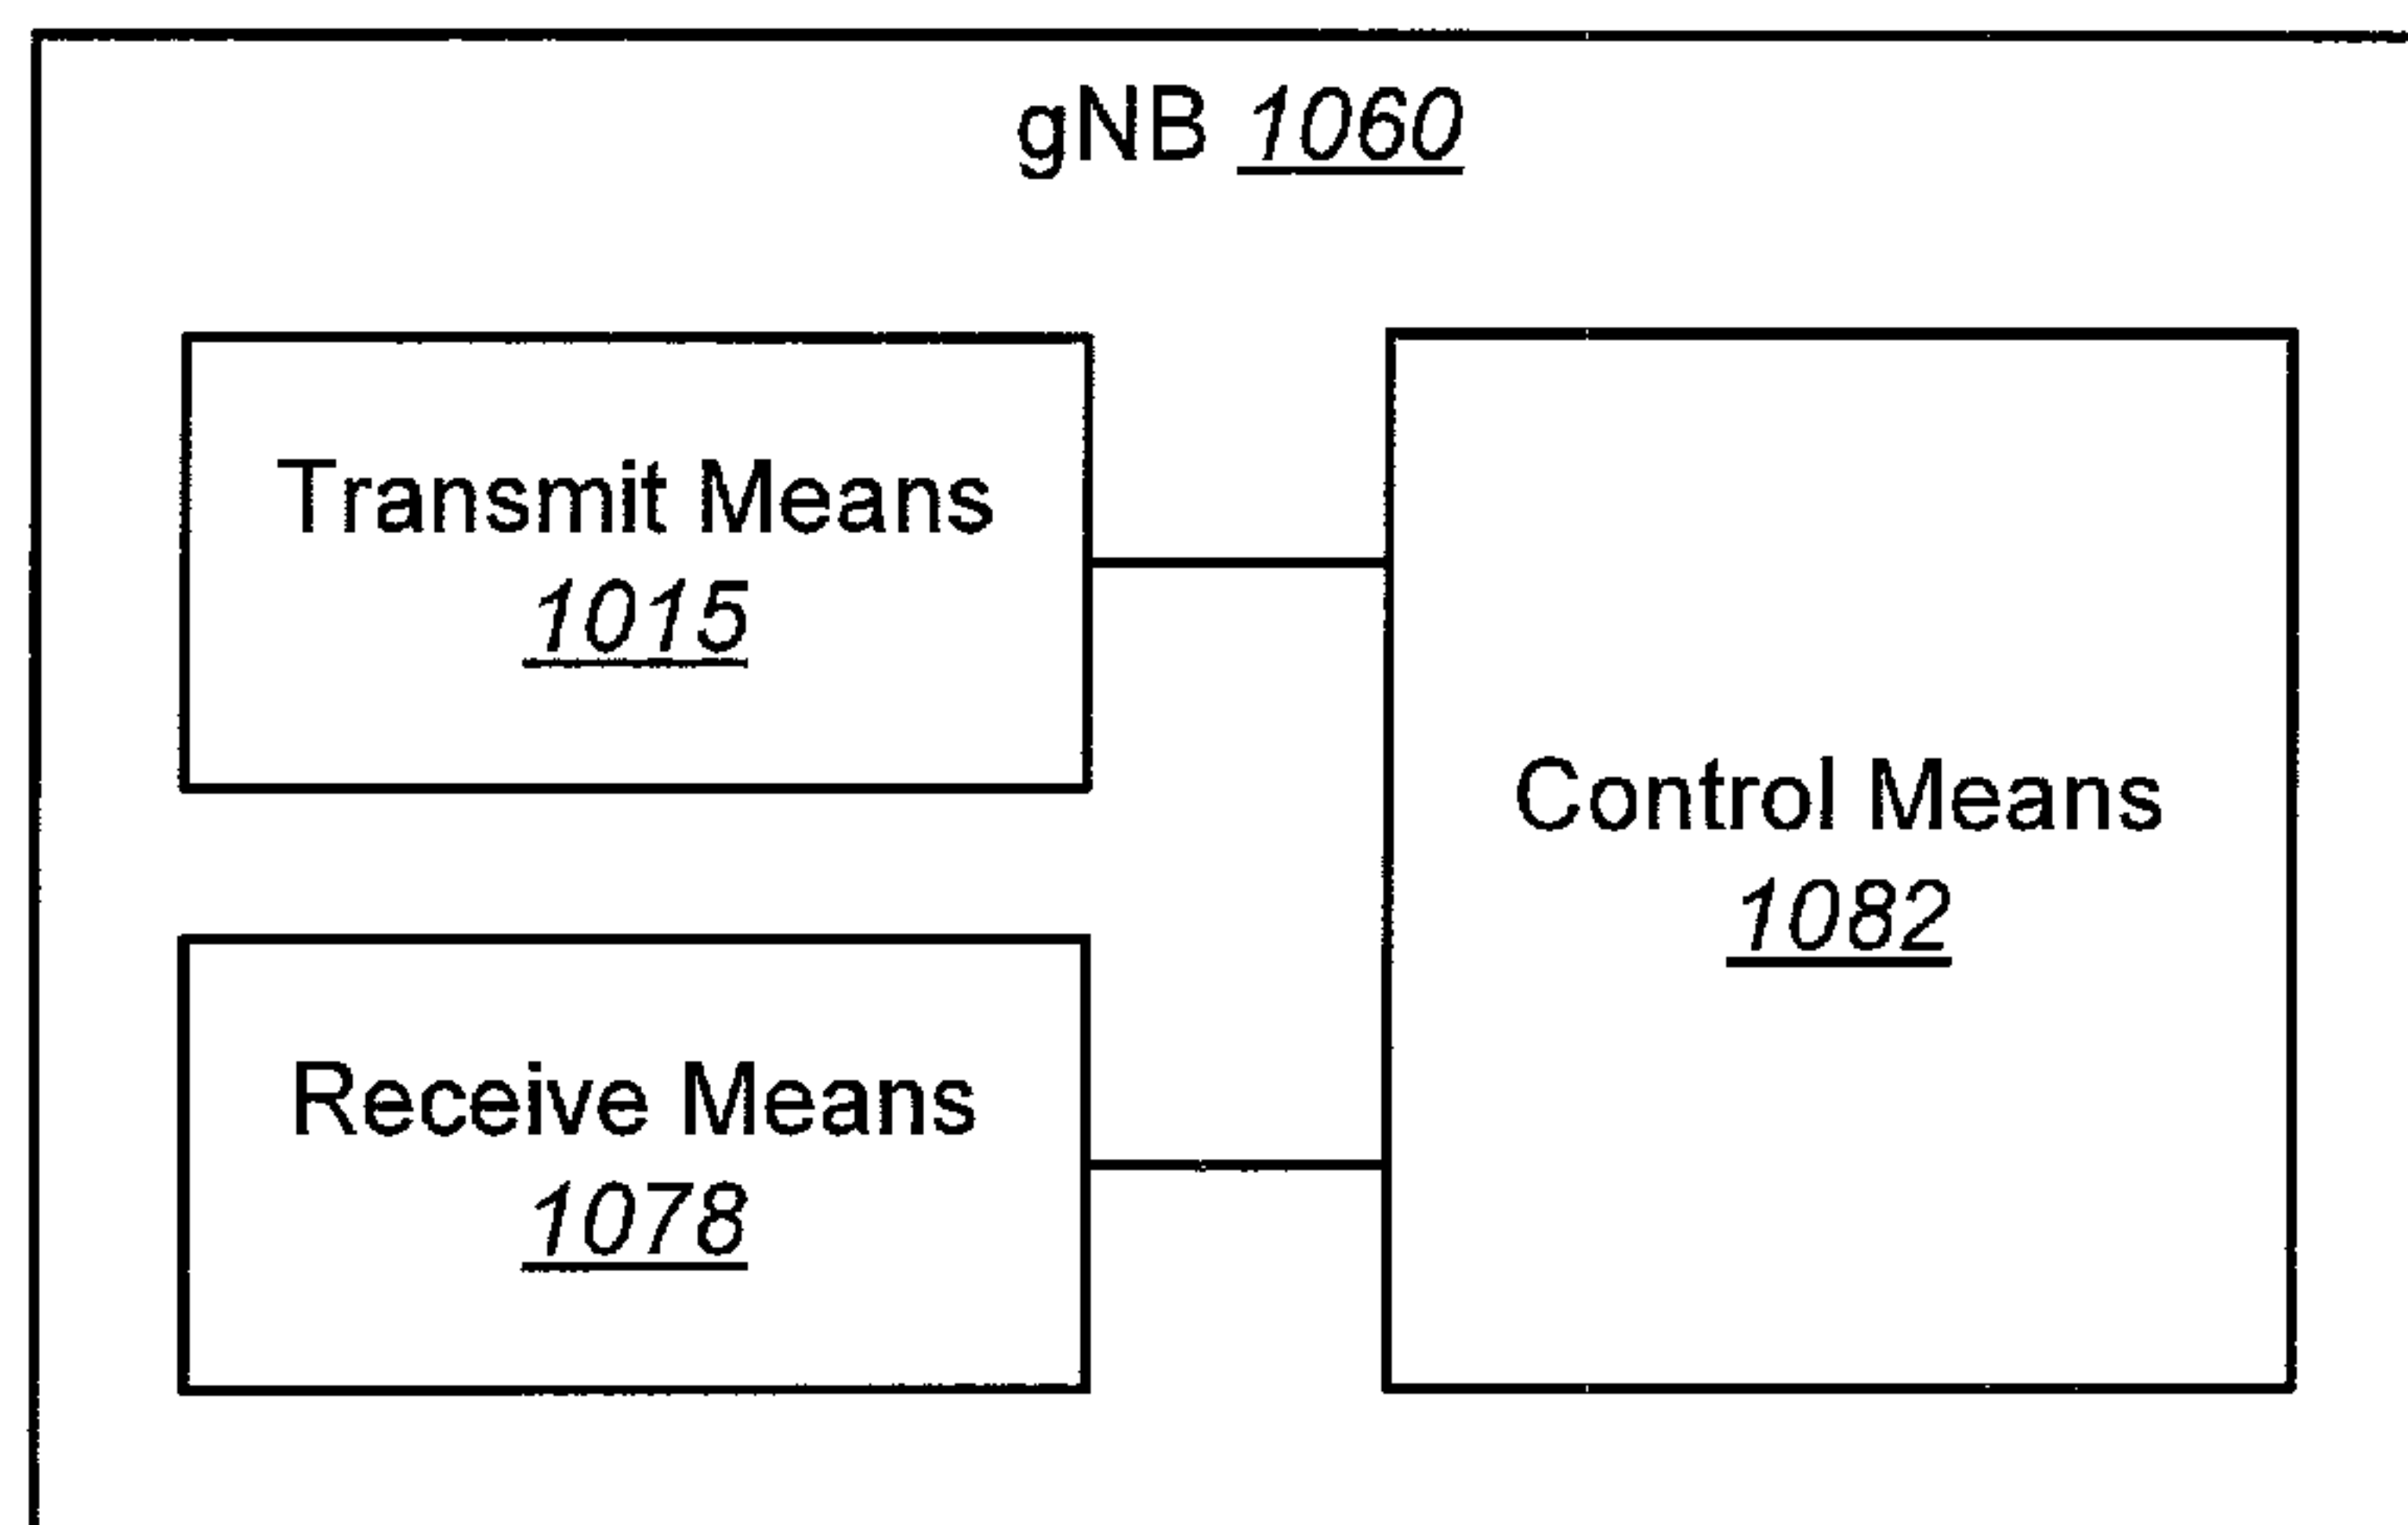 gNB 1060
Transmit Means
1015
Control Means
1082
Receive Means
1078